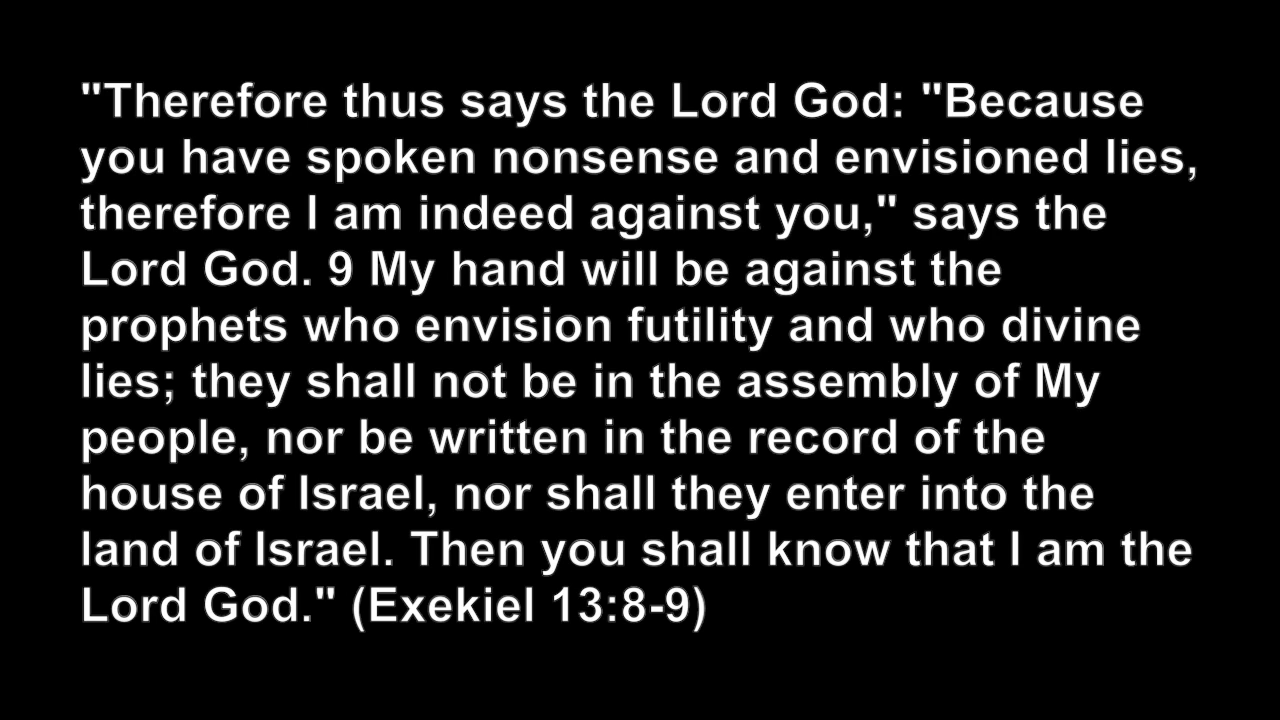 "Therefore thus says the Lord God: "Because
you have spoken nonsense and envisioned lies,
therefore I am indeed against you," says the
Lord God. 9 My hand will be against the
prophets who envision futility and who divine
lies; they shall not be in the assembly of My
people, nor be written in the record of the
house of Israel, nor shall they enter into the
land of Israel. Then you shall know that I am the
Lord God." (Exekiel 13:8-9)